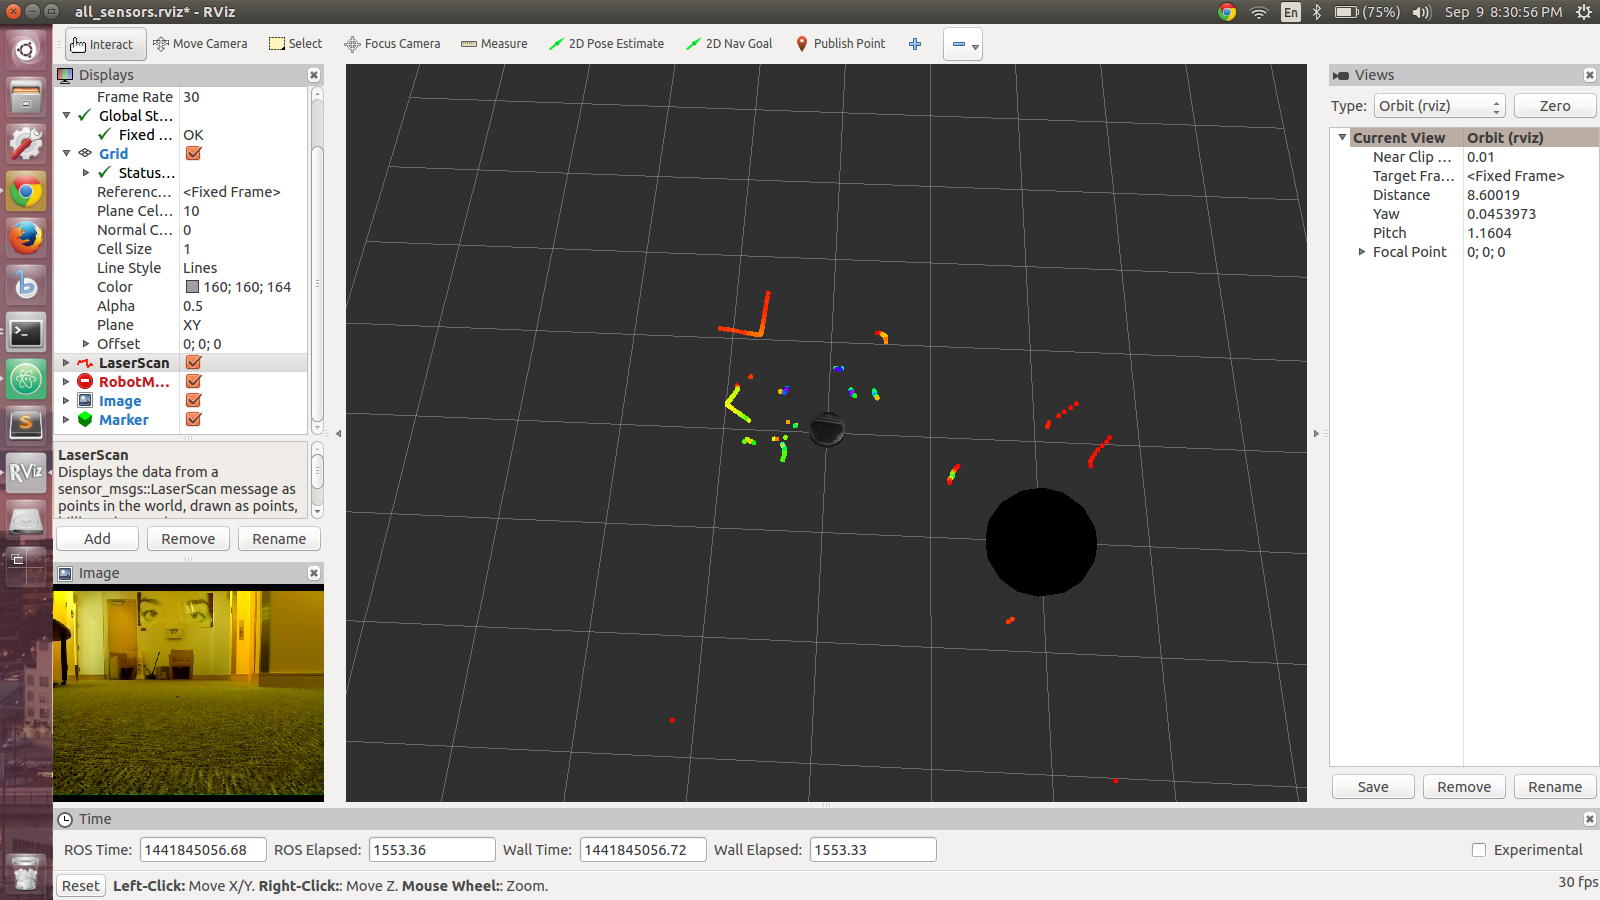 all_sensors.rviz* - RViz
En (75%) Sep 9 8:30:56 PM
Interact Move Camera Select Focus Camera Measure 2D Pose Estimate 2D Nav Goal Publish Point
Displays
Frame Rate 30
Global St...
Fixed ... OK
Grid
Status...
Referenc... <Fixed Frame>
Plane Cel... 10
Normal C... 0
Cell Size 1
Line Style Lines
Color 160; 160; 164
Alpha 0.5
Plane XY
Offset 0; 0; 0
LaserScan
RobotM...
Image
Marker
LaserScan
Displays the data from a
sensor_msgs::LaserScan message as
points in the world, drawn as points,
Add Remove Rename
Image
Views
Type: Orbit (rviz) Zero
Current View Orbit (rviz)
Near Clip ... 0.01
Target Fra... <Fixed Frame>
Distance 8.60019
Yaw 0.0453973
Pitch 1.1604
Focal Point 0; 0; 0
Save Remove Rename
Time
ROS Time: 1441845056.68 ROS Elapsed: 1553.36 Wall Time: 1441845056.72 Wall Elapsed: 1553.33 Experimental
Reset Left-Click: Move X/Y. Right-Click:: Move Z. Mouse Wheel:: Zoom. 30 fps
RViz